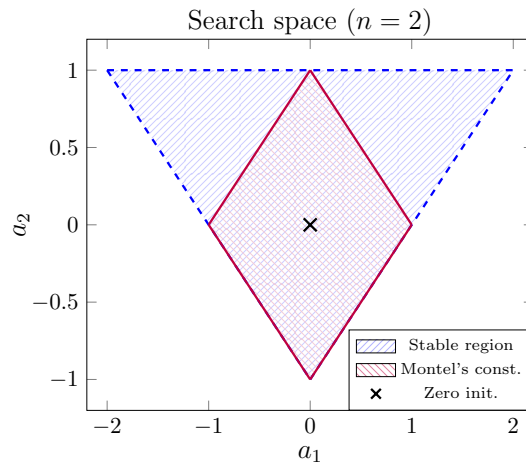 Search space (n = 2)
1
0.5
0
−0.5
−1
a₂
−2
−1
0
1
2
a₁
Stable region
Montel's const.
Zero init.